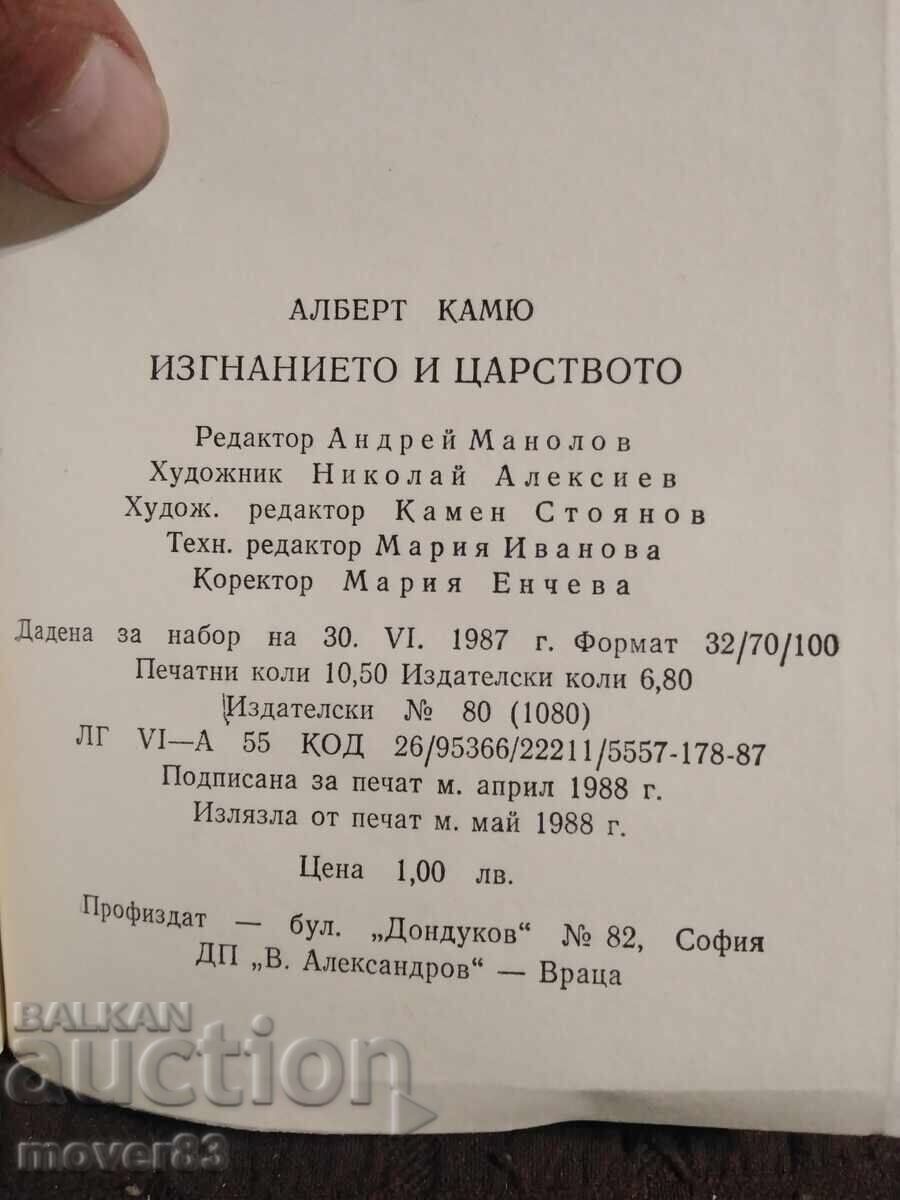 АЛБЕРТ КАМЮ
ИЗГНАНИЕТО И ЦАРСТВОТО
Редактор Андрей Манолов
Художник Николай Алексиев
Худож. редактор Камен Стоянов
Техн. редактор Мария Иванова
Коректор Мария Енчева
Дадена за набор на 30. VI. 1987 г. Формат 32/70/100
Печатни коли 10,50 Издателски коли 6,80
Издателски № 80 (1080)
ЛГ VI—А 55 КОД 26/95366/22211/5557-178-87
Подписана за печат м. април 1988 г.
Излязла от печат м. май 1988 г.
Цена 1,00 лв.
Профиздат — бул. „Дондуков“ № 82, София
ДП „В. Александров“ — Враца
BALKAN
auction
mover83